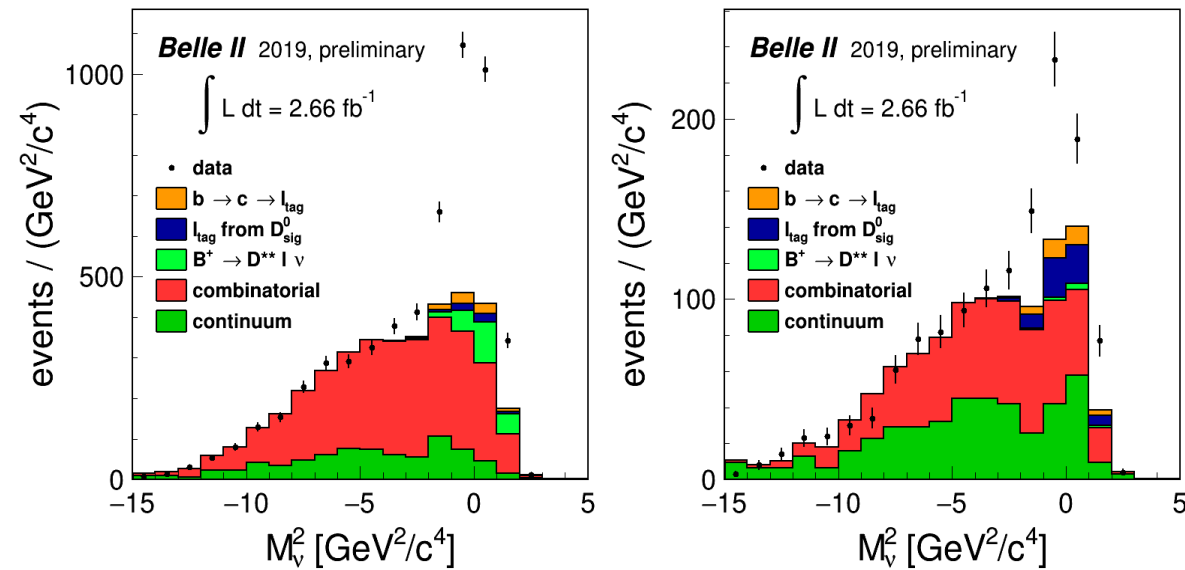 Belle II 2019, preliminary
∫ L dt = 2.66 fb⁻¹
data
b → c → l_tag
l_tag from D⁰_sig
B⁺ → D** l ν
combinatorial
continuum
events / (GeV²/c⁴)
1000
500
0
−15 −10 −5 0 5
M²_ν [GeV²/c⁴]
Belle II 2019, preliminary
∫ L dt = 2.66 fb⁻¹
data
b → c → l_tag
l_tag from D⁰_sig
B⁺ → D** l ν
combinatorial
continuum
events / (GeV²/c⁴)
200
100
0
−15 −10 −5 0 5
M²_ν [GeV²/c⁴]